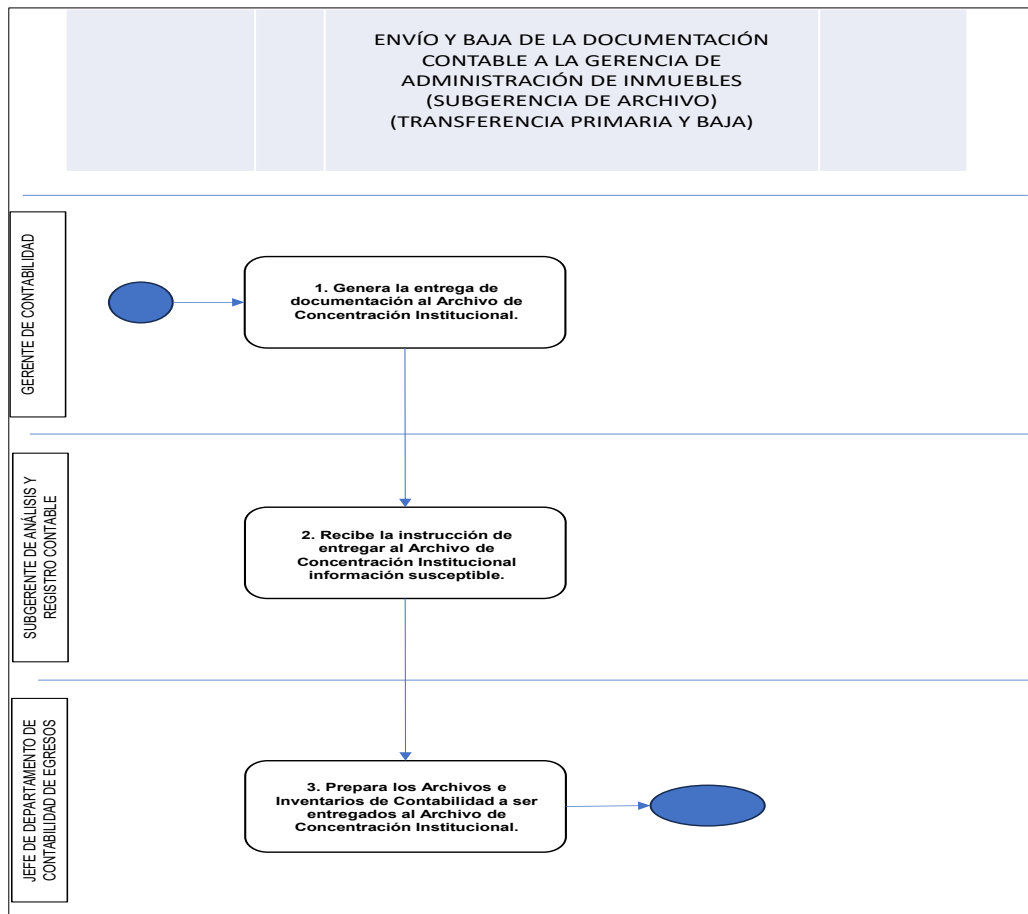 ENVÍO Y BAJA DE LA DOCUMENTACIÓN
CONTABLE A LA GERENCIA DE
ADMINISTRACIÓN DE INMUEBLES
(SUBGERENCIA DE ARCHIVO)
(TRANSFERENCIA PRIMARIA Y BAJA)
GERENTE DE CONTABILIDAD
1. Genera la entrega de
documentación al Archivo de
Concentración Institucional.
SUBGERENTE DE ANÁLISIS Y
REGISTRO CONTABLE
2. Recibe la instrucción de
entregar al Archivo de
Concentración Institucional
información susceptible.
JEFE DE DEPARTAMENTO DE
CONTABILIDAD DE EGRESOS
3. Prepara los Archivos e
Inventarios de Contabilidad a ser
entregados al Archivo de
Concentración Institucional.